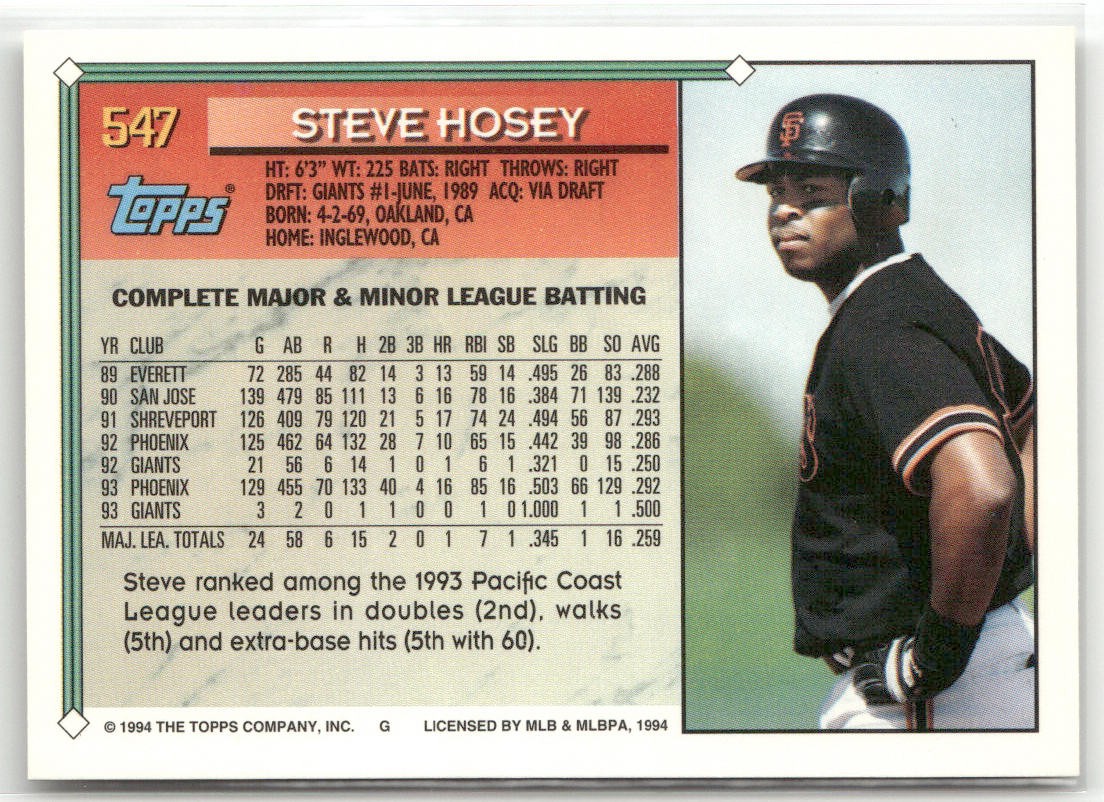 547
STEVE HOSEY
HT: 6'3" WT: 225 BATS: RIGHT THROWS: RIGHT
DRFT: GIANTS #1-JUNE, 1989 ACQ: VIA DRAFT
BORN: 4-2-69, OAKLAND, CA
HOME: INGLEWOOD, CA
Topps®
SF
COMPLETE MAJOR & MINOR LEAGUE BATTING
YR CLUB G AB R H 2B 3B HR RBI SB SLG BB SO AVG
89 EVERETT 72 285 44 82 14 3 13 59 14 .495 26 83 .288
90 SAN JOSE 139 479 85 111 13 6 16 78 16 .384 71 139 .232
91 SHREVEPORT 126 409 79 120 21 5 17 74 24 .494 56 87 .293
92 PHOENIX 125 462 64 132 28 7 10 65 15 .442 39 98 .286
92 GIANTS 21 56 6 14 1 0 1 6 1 .321 0 15 .250
93 PHOENIX 129 455 70 133 40 4 16 85 16 .503 66 129 .292
93 GIANTS 3 2 0 1 1 0 0 1 0 1.000 1 1 .500
MAJ. LEA. TOTALS 24 58 6 15 2 0 1 7 1 .345 1 16 .259
Steve ranked among the 1993 Pacific Coast
League leaders in doubles (2nd), walks
(5th) and extra-base hits (5th with 60).
© 1994 THE TOPPS COMPANY, INC. G LICENSED BY MLB & MLBPA, 1994